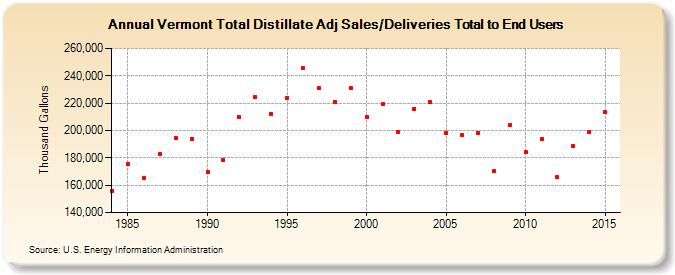 Annual Vermont Total Distillate Adj Sales/Deliveries Total to End Users
Thousand Gallons
260,000
240,000
220,000
200,000
180,000
160,000
140,000
1985 1990 1995 2000 2005 2010 2015
Source: U.S. Energy Information Administration